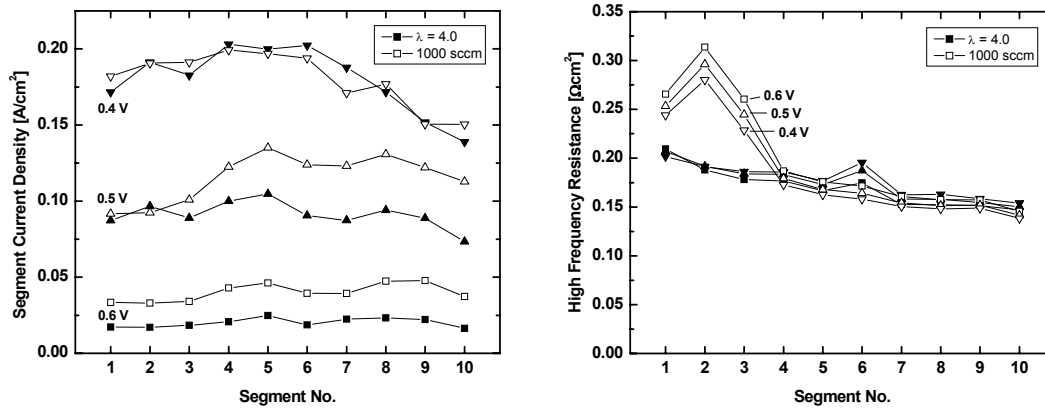 Segment Current Density [A/cm²]
0.20
0.15
0.10
0.05
0.00
0.4 V
0.5 V
0.6 V
λ = 4.0
1000 sccm
1 2 3 4 5 6 7 8 9 10
Segment No.
High Frequency Resistance [Ωcm²]
0.35
0.30
0.25
0.20
0.15
0.10
0.05
0.00
λ = 4.0
1000 sccm
0.6 V
0.5 V
0.4 V
1 2 3 4 5 6 7 8 9 10
Segment No.